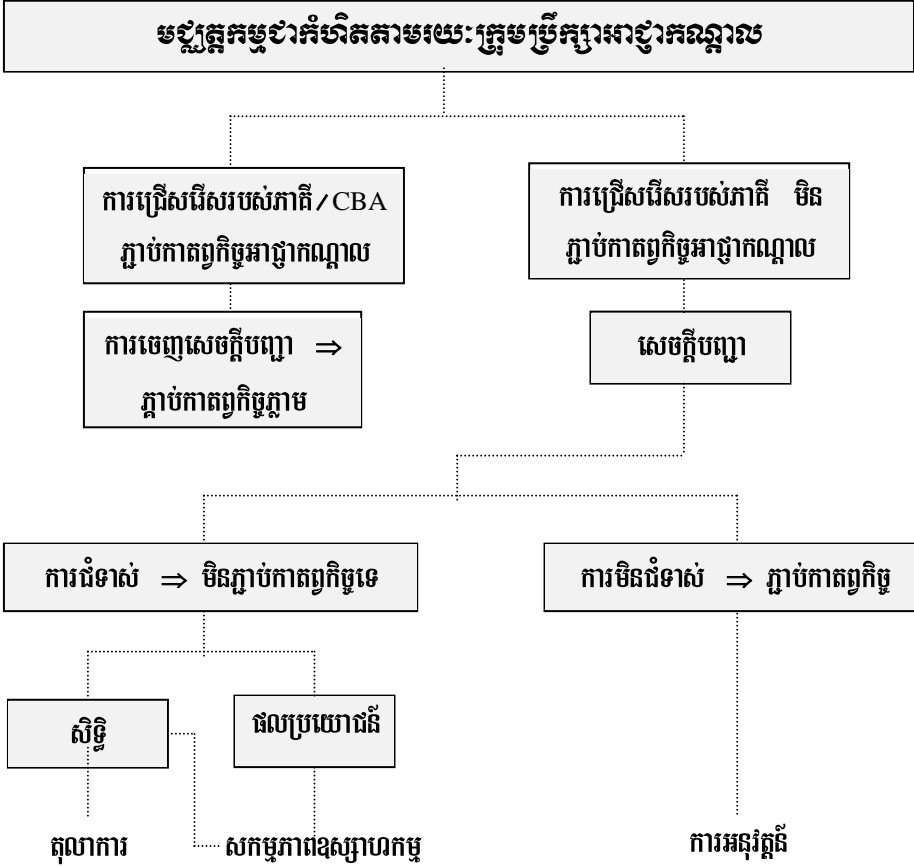 មជ្ឈត្តកម្មជាកំហិតតាមរយៈក្រុមប្រឹក្សាអាជ្ញាកណ្តាល
ការជ្រើសរើសរបស់ភាគី/CBA
ភ្ជាប់កាតព្វកិច្ចអាជ្ញាកណ្តាល
ការជ្រើសរើសរបស់ភាគី មិន
ភ្ជាប់កាតព្វកិច្ចអាជ្ញាកណ្តាល
ការចេញសេចក្តីបញ្ជា ⇒
ភ្គាប់កាតព្វកិច្ចភ្លាម
សេចក្តីបញ្ជា
ការជំទាស់ ⇒ មិនភ្ជាប់កាតព្វកិច្ចទេ
ការមិនជំទាស់ ⇒ ភ្ជាប់កាតព្វកិច្ច
សិទ្ធិ
ផលប្រយោជន៍
តុលាការ
សកម្មភាពឧស្សាហកម្ម
ការអនុវត្តន៍